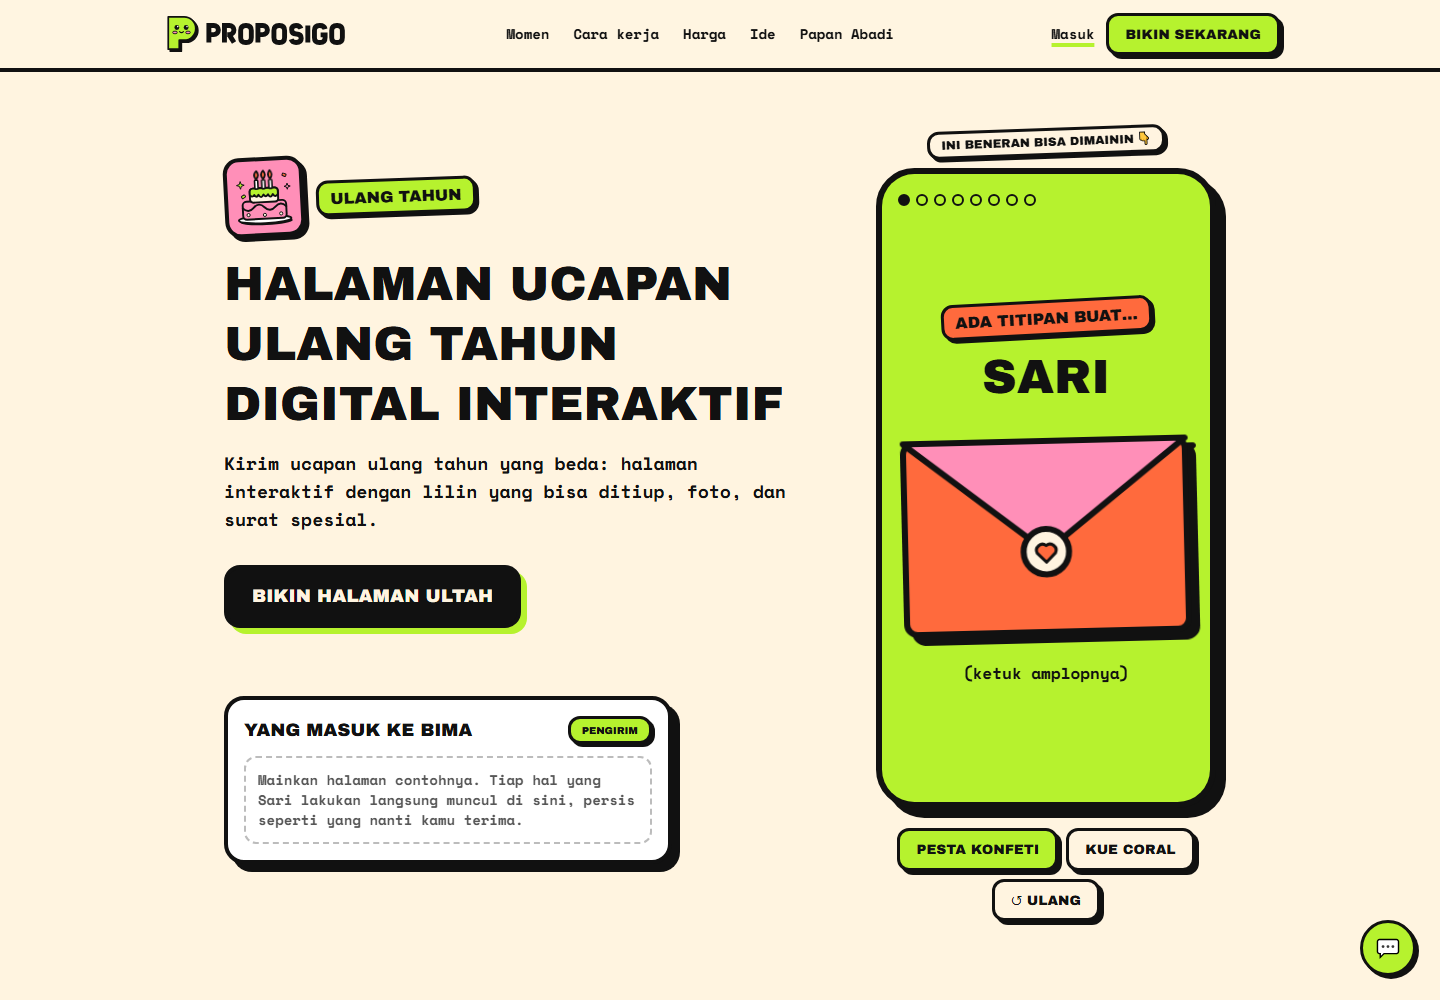 PROPOSIGO
Momen
Cara kerja
Harga
Ide
Papan Abadi
Masuk
BIKIN SEKARANG
ULANG TAHUN
HALAMAN UCAPAN
ULANG TAHUN
DIGITAL INTERAKTIF
Kirim ucapan ulang tahun yang beda: halaman
interaktif dengan lilin yang bisa ditiup, foto, dan
surat spesial.
BIKIN HALAMAN ULTAH
YANG MASUK KE BIMA
PENGIRIM
Mainkan halaman contohnya. Tiap hal yang
Sari lakukan langsung muncul di sini, persis
seperti yang nanti kamu terima.
INI BENERAN BISA DIMAININ 👇
ADA TITIPAN BUAT...
SARI
(ketuk amplopnya)
PESTA KONFETI
KUE CORAL
↺ ULANG